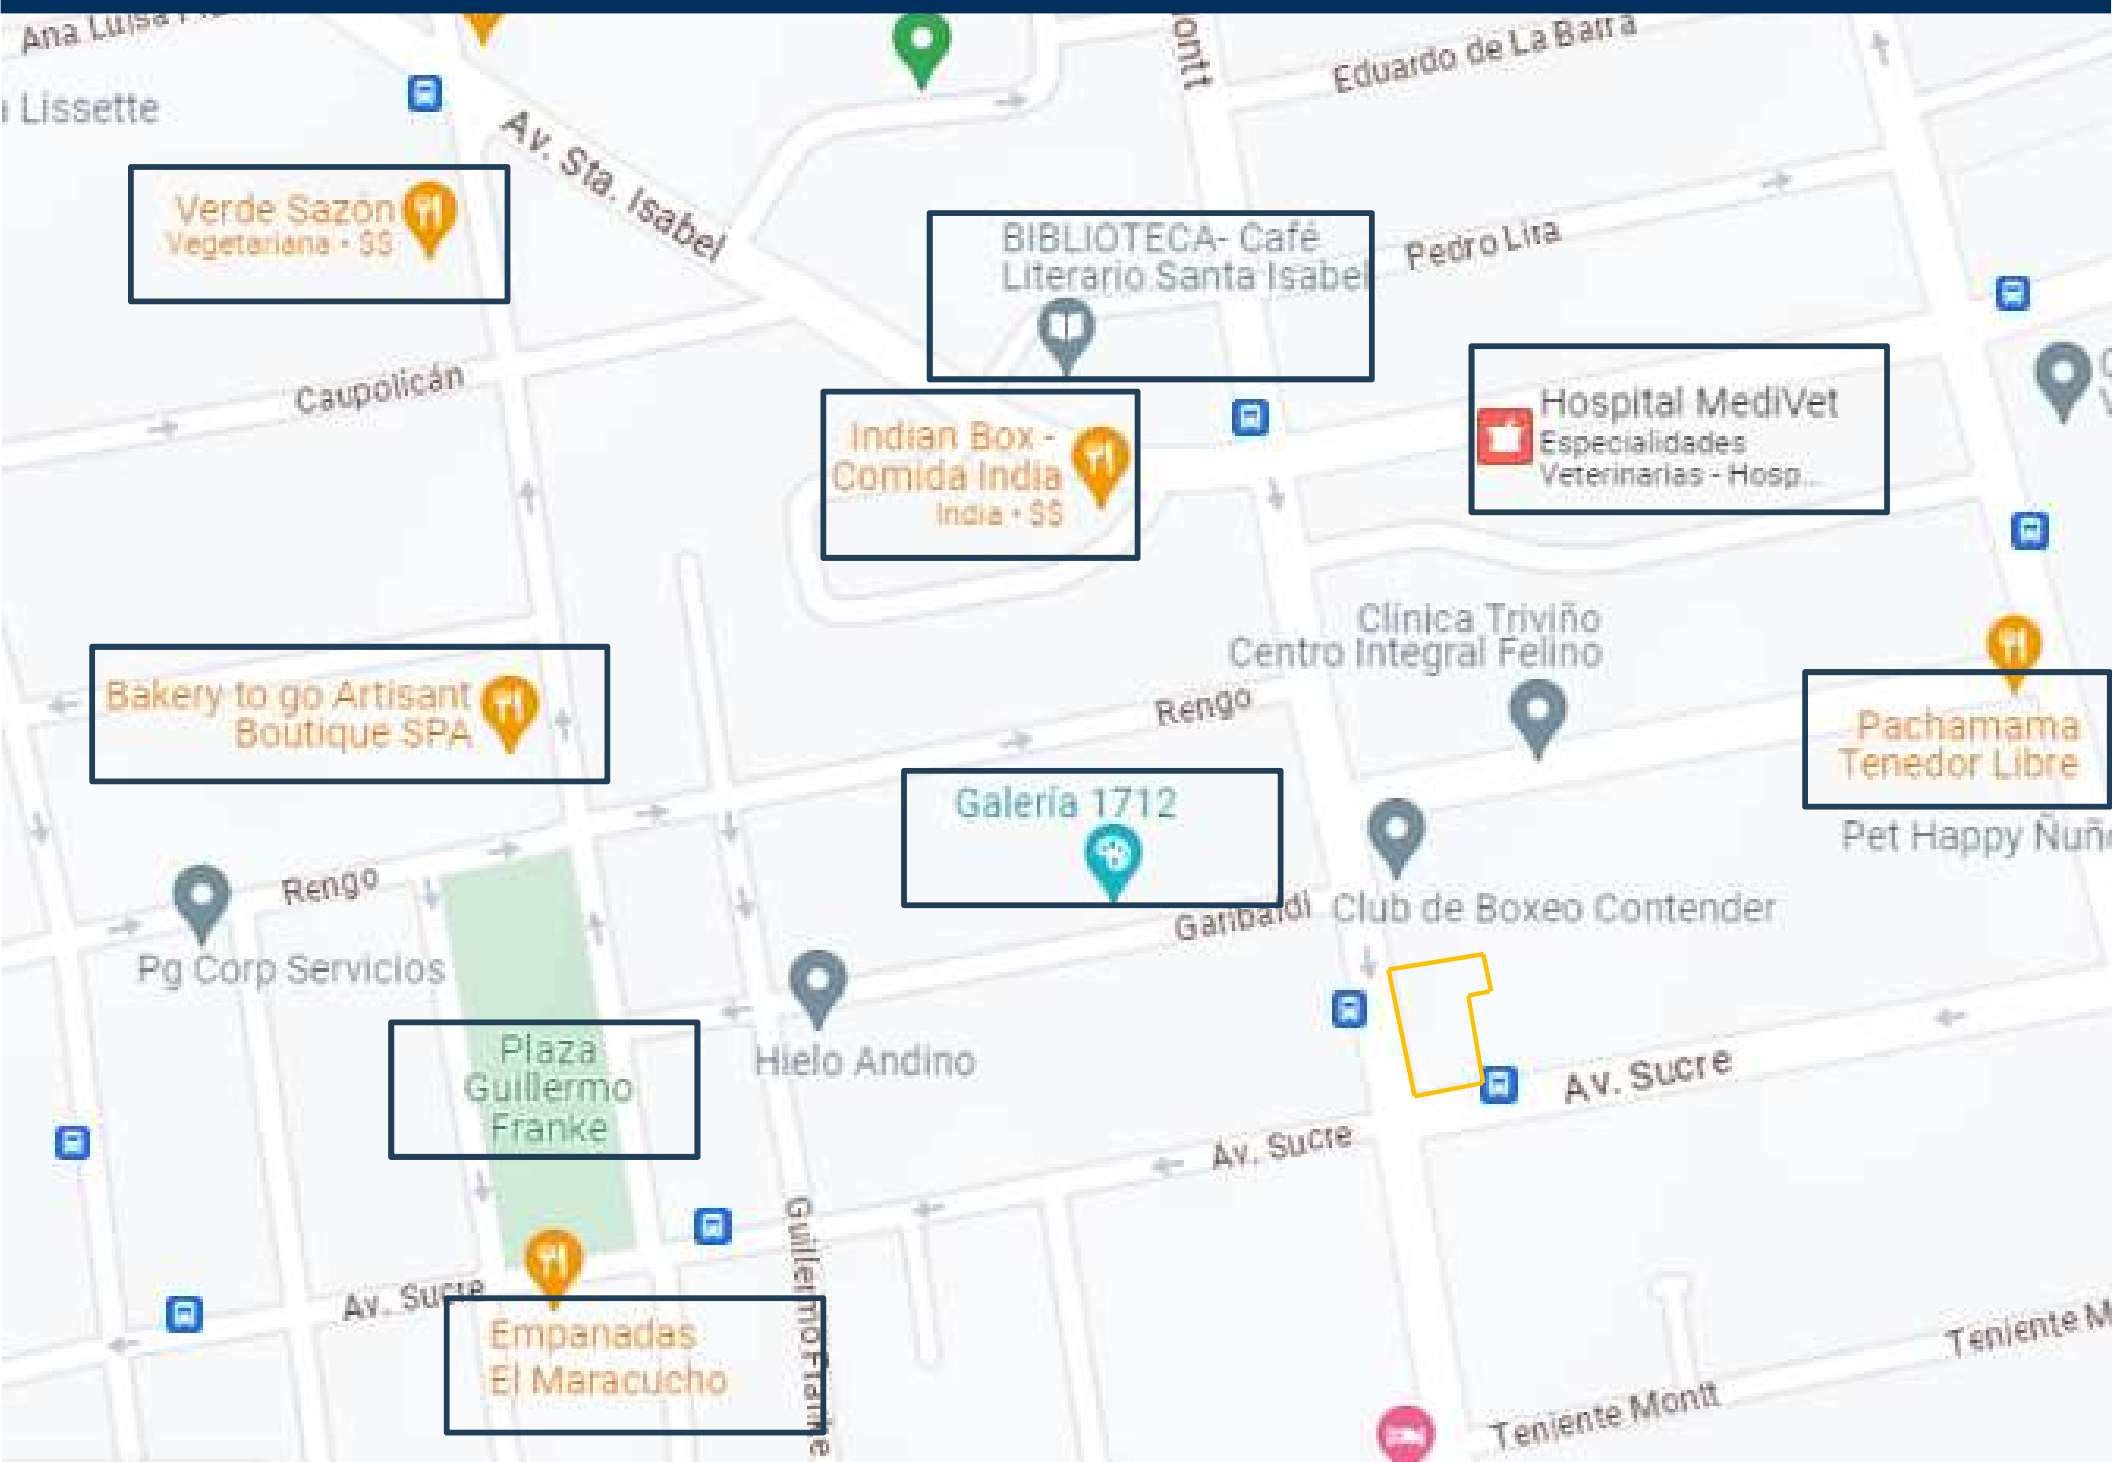 Ana Luisa
Lissette
ontt
Eduardo de La Barra
Av. Sta. Isabel
Verde Sazón
Vegetariana · $$
BIBLIOTECA- Café
Literario Santa Isabel
Pedro Lira
Caupolicán
Indian Box -
Comida India
India · $$
Hospital MediVet
Especialidades
Veterinarias - Hosp...
Clínica Triviño
Centro Integral Felino
Bakery to go Artisant
Boutique SPA
Rengo
Pachamama
Tenedor Libre
Galería 1712
Pet Happy Ñuño
Rengo
Garibaldi
Club de Boxeo Contender
Pg Corp Servicios
Plaza
Guillermo
Franke
Hielo Andino
Av. Sucre
Av. Sucre
Av. Sucre
Guillermo Franke
Empanadas
El Maracucho
Teniente M
Teniente Montt